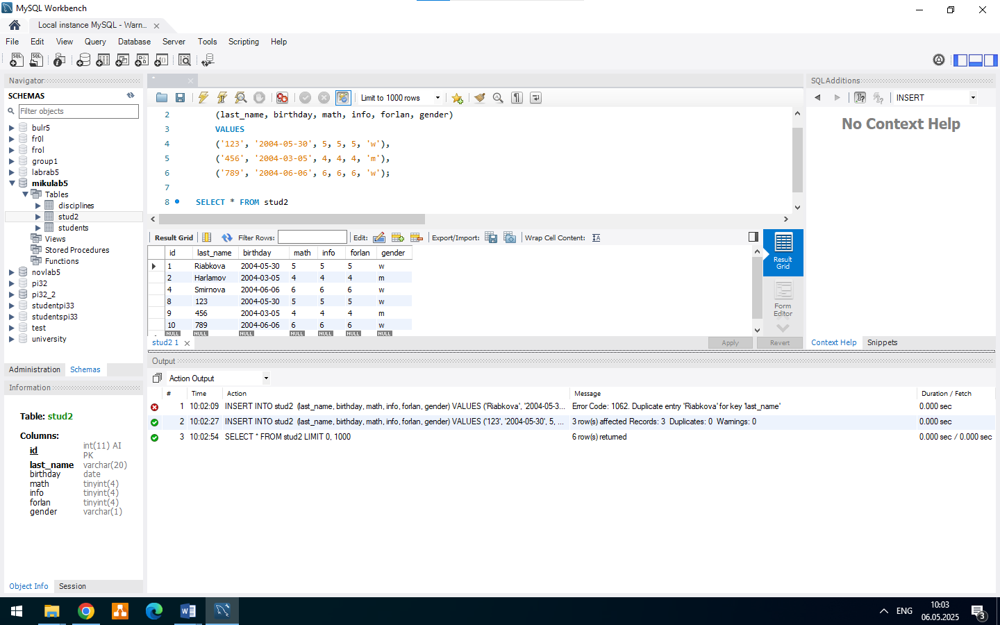 MySQL Workbench
Local instance MySQL - Warn...
File Edit View Query Database Server Tools Scripting Help
Navigator
SCHEMAS
Filter objects
bulr5
fr0l
frol
group1
labrab5
mikulab5
Tables
disciplines
stud2
students
Views
Stored Procedures
Functions
novlab5
pi32
pi32_2
studentpi33
studentspi33
test
university
Administration Schemas
Information
Table: stud2
Columns:
id int(11) AI PK
last_name varchar(20)
birthday date
math tinyint(4)
info tinyint(4)
forlan tinyint(4)
gender varchar(1)
Object Info Session
Limit to 1000 rows
2 (last_name, birthday, math, info, forlan, gender)
3 VALUES
4 ('123', '2004-05-30', 5, 5, 5, 'w'),
5 ('456', '2004-03-05', 4, 4, 4, 'm'),
6 ('789', '2004-06-06', 6, 6, 6, 'w');
7
8 SELECT * FROM stud2
Result Grid Filter Rows: Edit: Export/Import: Wrap Cell Content:
id last_name birthday math info forlan gender
1 Riabkova 2004-05-30 5 5 5 w
2 Harlamov 2004-03-05 4 4 4 m
4 Smirnova 2004-06-06 6 6 6 w
8 123 2004-05-30 5 5 5 w
9 456 2004-03-05 4 4 4 m
10 789 2004-06-06 6 6 6 w
NULL NULL NULL NULL NULL NULL NULL
Result Grid
Form Editor
stud2 1 Apply Revert
SQLAdditions
INSERT
No Context Help
Context Help Snippets
Output
Action Output
# Time Action Message Duration / Fetch
1 10:02:09 INSERT INTO stud2 (last_name, birthday, math, info, forlan, gender) VALUES ('Riabkova', '2004-05-3... Error Code: 1062. Duplicate entry 'Riabkova' for key 'last_name' 0.000 sec
2 10:02:27 INSERT INTO stud2 (last_name, birthday, math, info, forlan, gender) VALUES ('123', '2004-05-30', 5, ... 3 row(s) affected Records: 3 Duplicates: 0 Warnings: 0 0.000 sec
3 10:02:54 SELECT * FROM stud2 LIMIT 0, 1000 6 row(s) returned 0.000 sec / 0.000 sec
ENG
10:03
06.05.2025
3